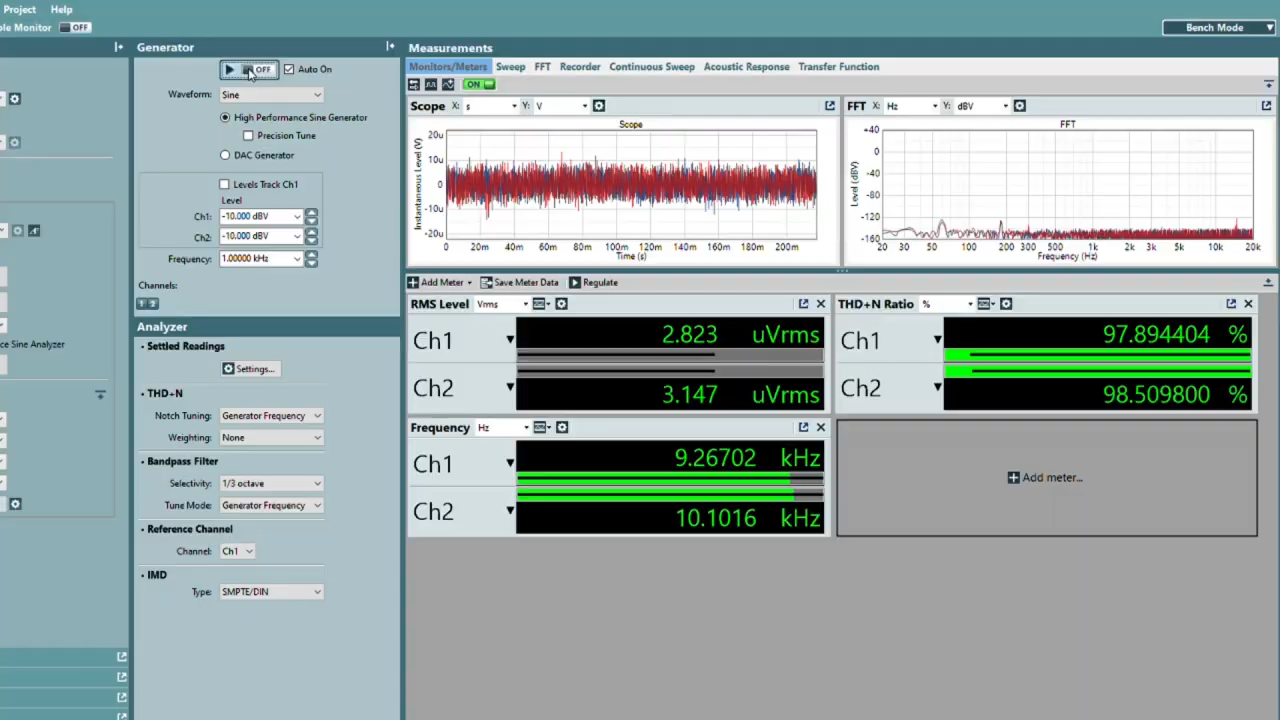 Project Help
ole Monitor OFF
Bench Mode
Generator
OFF Auto On
Waveform: Sine
High Performance Sine Generator
Precision Tune
DAC Generator
Levels Track Ch1
Level
Ch1: -10.000 dBV
Ch2: -10.000 dBV
Frequency: 1.00000 kHz
Channels:
1 2
ce Sine Analyzer
Analyzer
Settled Readings
Settings...
THD+N
Notch Tuning: Generator Frequency
Weighting: None
Bandpass Filter
Selectivity: 1/3 octave
Tune Mode: Generator Frequency
Reference Channel
Channel: Ch1
IMD
Type: SMPTE/DIN
Measurements
Monitors/Meters Sweep FFT Recorder Continuous Sweep Acoustic Response Transfer Function
ON
Scope X: s Y: V
Scope
Instantaneous Level (V)
20u
10u
0
-10u
-20u
0 20m 40m 60m 80m 100m 120m 140m 160m 180m 200m
Time (s)
FFT X: Hz Y: dBV
FFT
Level (dBV)
+40
0
-40
-80
-120
-160
20 30 50 100 200 300 500 1k 2k 3k 5k 10k 20k
Frequency (Hz)
Add Meter Save Meter Data Regulate
RMS Level Vrms
Ch1 2.823 uVrms
Ch2 3.147 uVrms
THD+N Ratio %
Ch1 97.894404 %
Ch2 98.509800 %
Frequency Hz
Ch1 9.26702 kHz
Ch2 10.1016 kHz
Add meter...